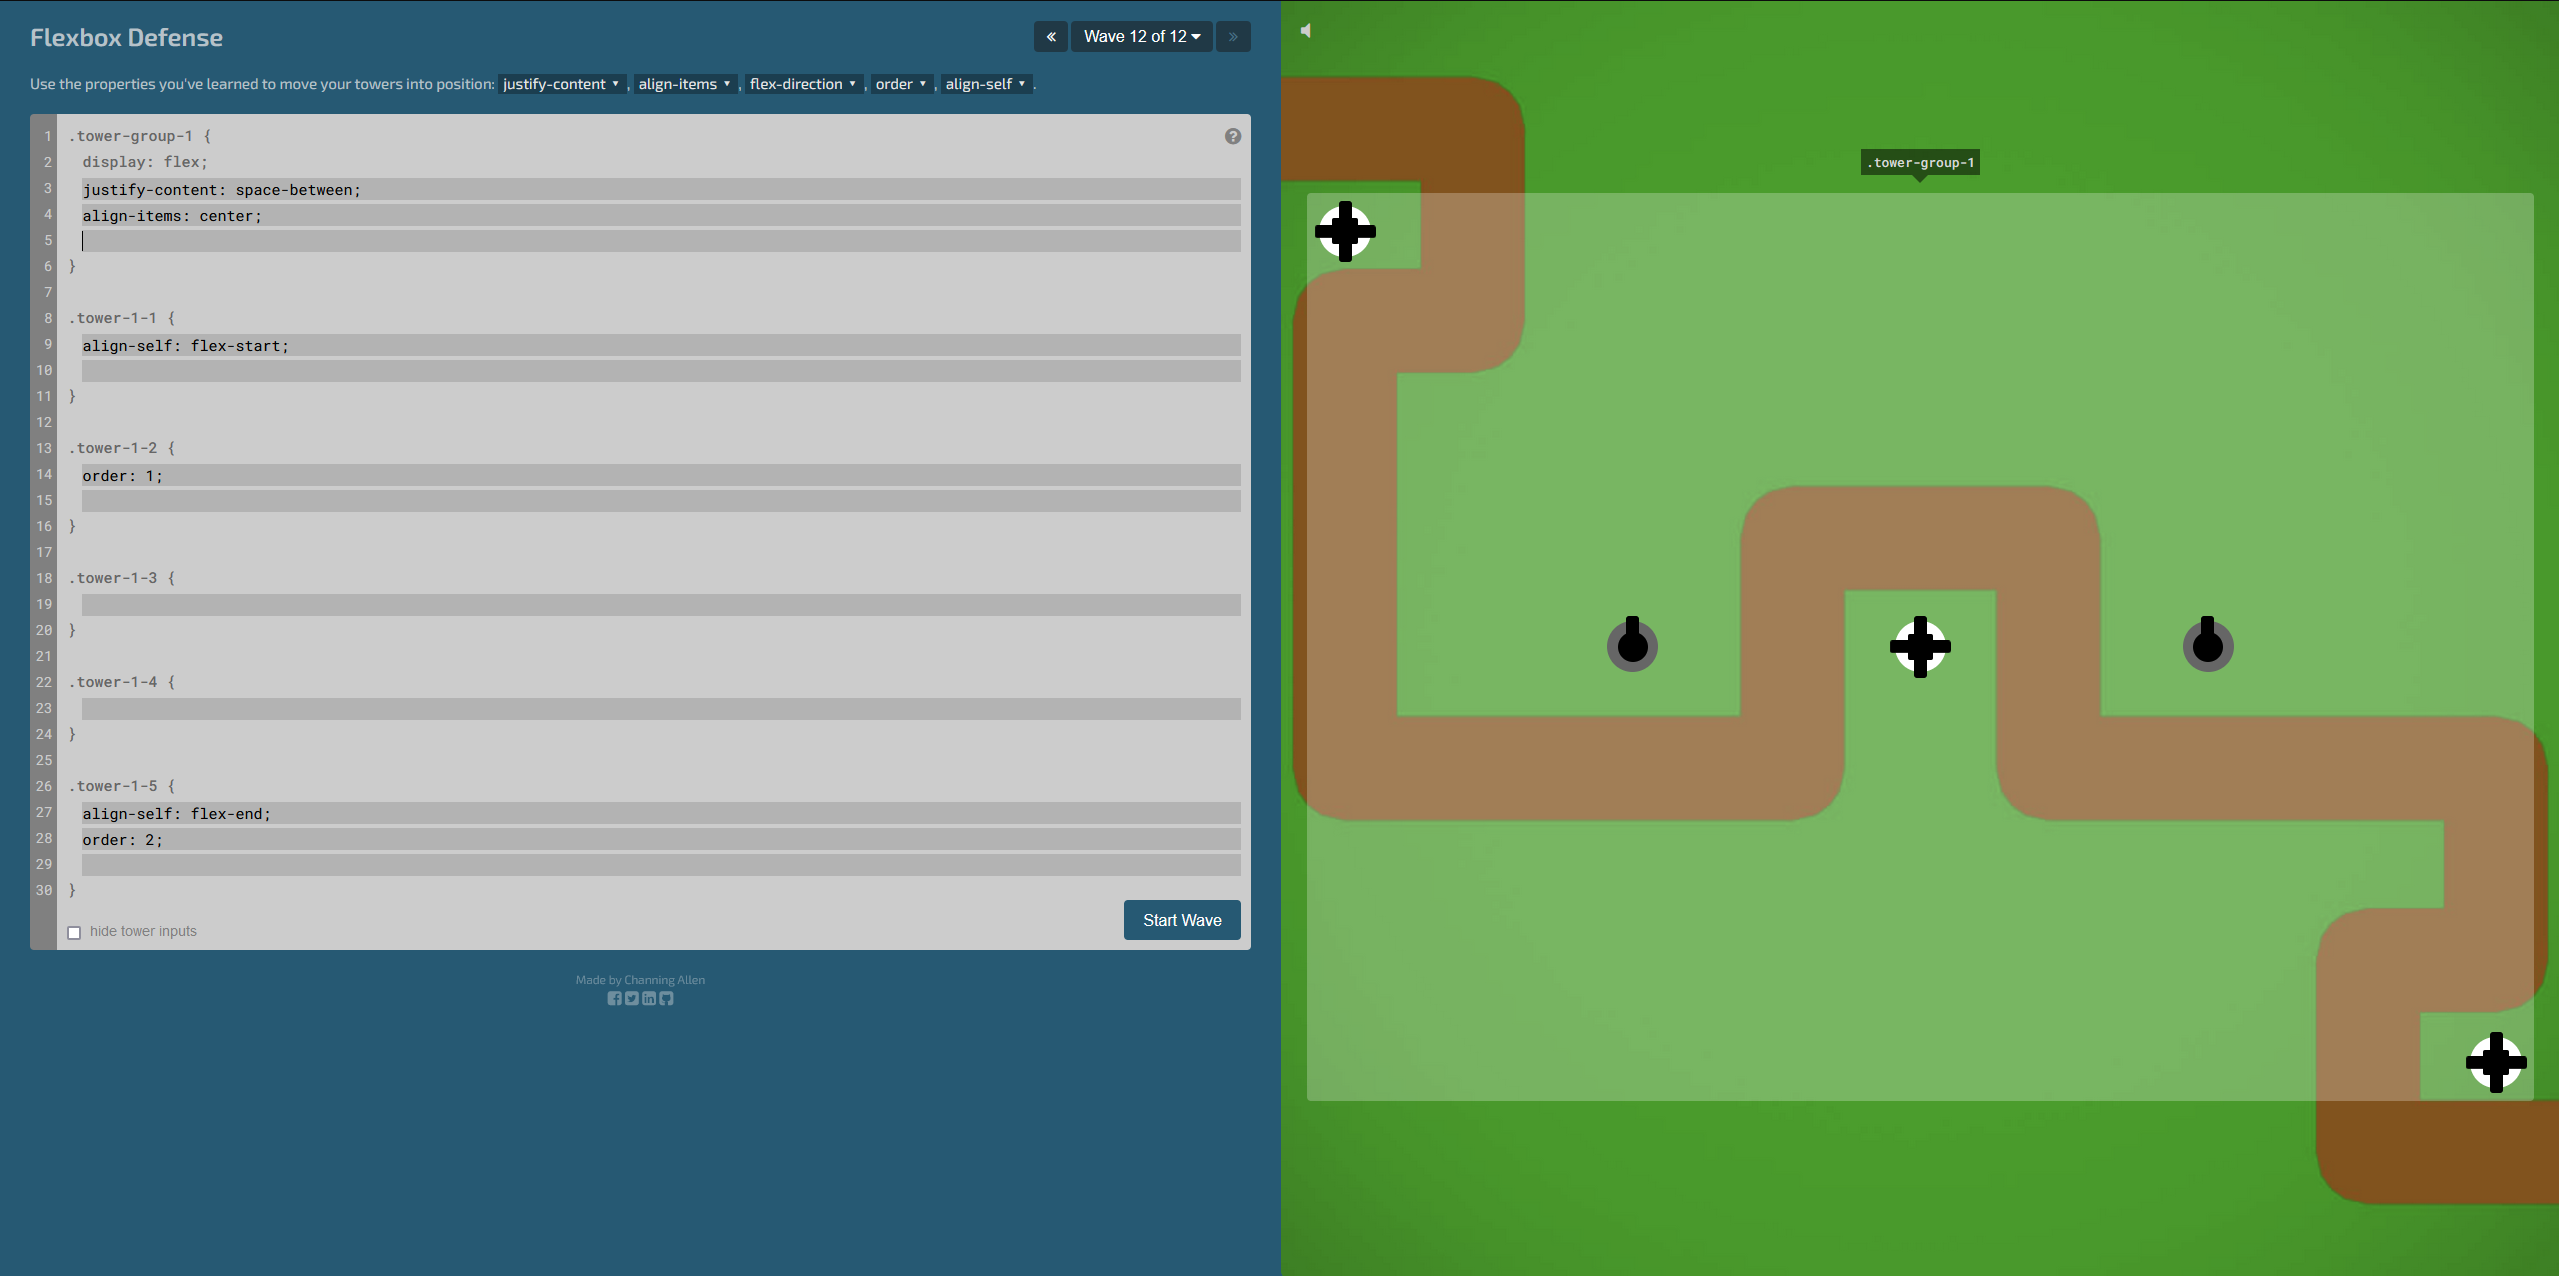 Flexbox Defense
« Wave 12 of 12 ▾ »
Use the properties you've learned to move your towers into position: justify-content ▾ , align-items ▾ , flex-direction ▾ , order ▾ , align-self ▾ .
1 .tower-group-1 {
2 display: flex;
3 justify-content: space-between;
4 align-items: center;
5
6 }
7
8 .tower-1-1 {
9 align-self: flex-start;
10
11 }
12
13 .tower-1-2 {
14 order: 1;
15
16 }
17
18 .tower-1-3 {
19
20 }
21
22 .tower-1-4 {
23
24 }
25
26 .tower-1-5 {
27 align-self: flex-end;
28 order: 2;
29
30 }
hide tower inputs
Start Wave
Made by Channing Allen
.tower-group-1